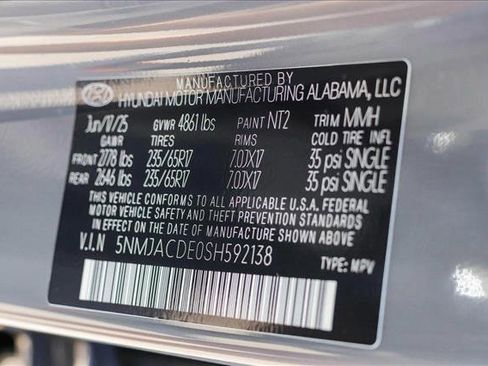 MANUFACTURED BY
HYUNDAI MOTOR MANUFACTURING ALABAMA, LLC
Jun/17/25 GVWR 4861 lbs PAINT NT2 TRIM MMH
GAWR TIRES RIMS COLD TIRE INFL
FRONT 2778 lbs 235/65R17 7.0JX17 35 psi SINGLE
REAR 2646 lbs 235/65R17 7.0JX17 35 psi SINGLE
THIS VEHICLE CONFORMS TO ALL APPLICABLE U.S.A. FEDERAL
MOTOR VEHICLE SAFETY AND THEFT PREVENTION STANDARDS
IN EFFECT ON THE DATE OF MANUFACTURE SHOWN ABOVE
V.I.N 5NMJACDE0SH592138
TYPE: MPV